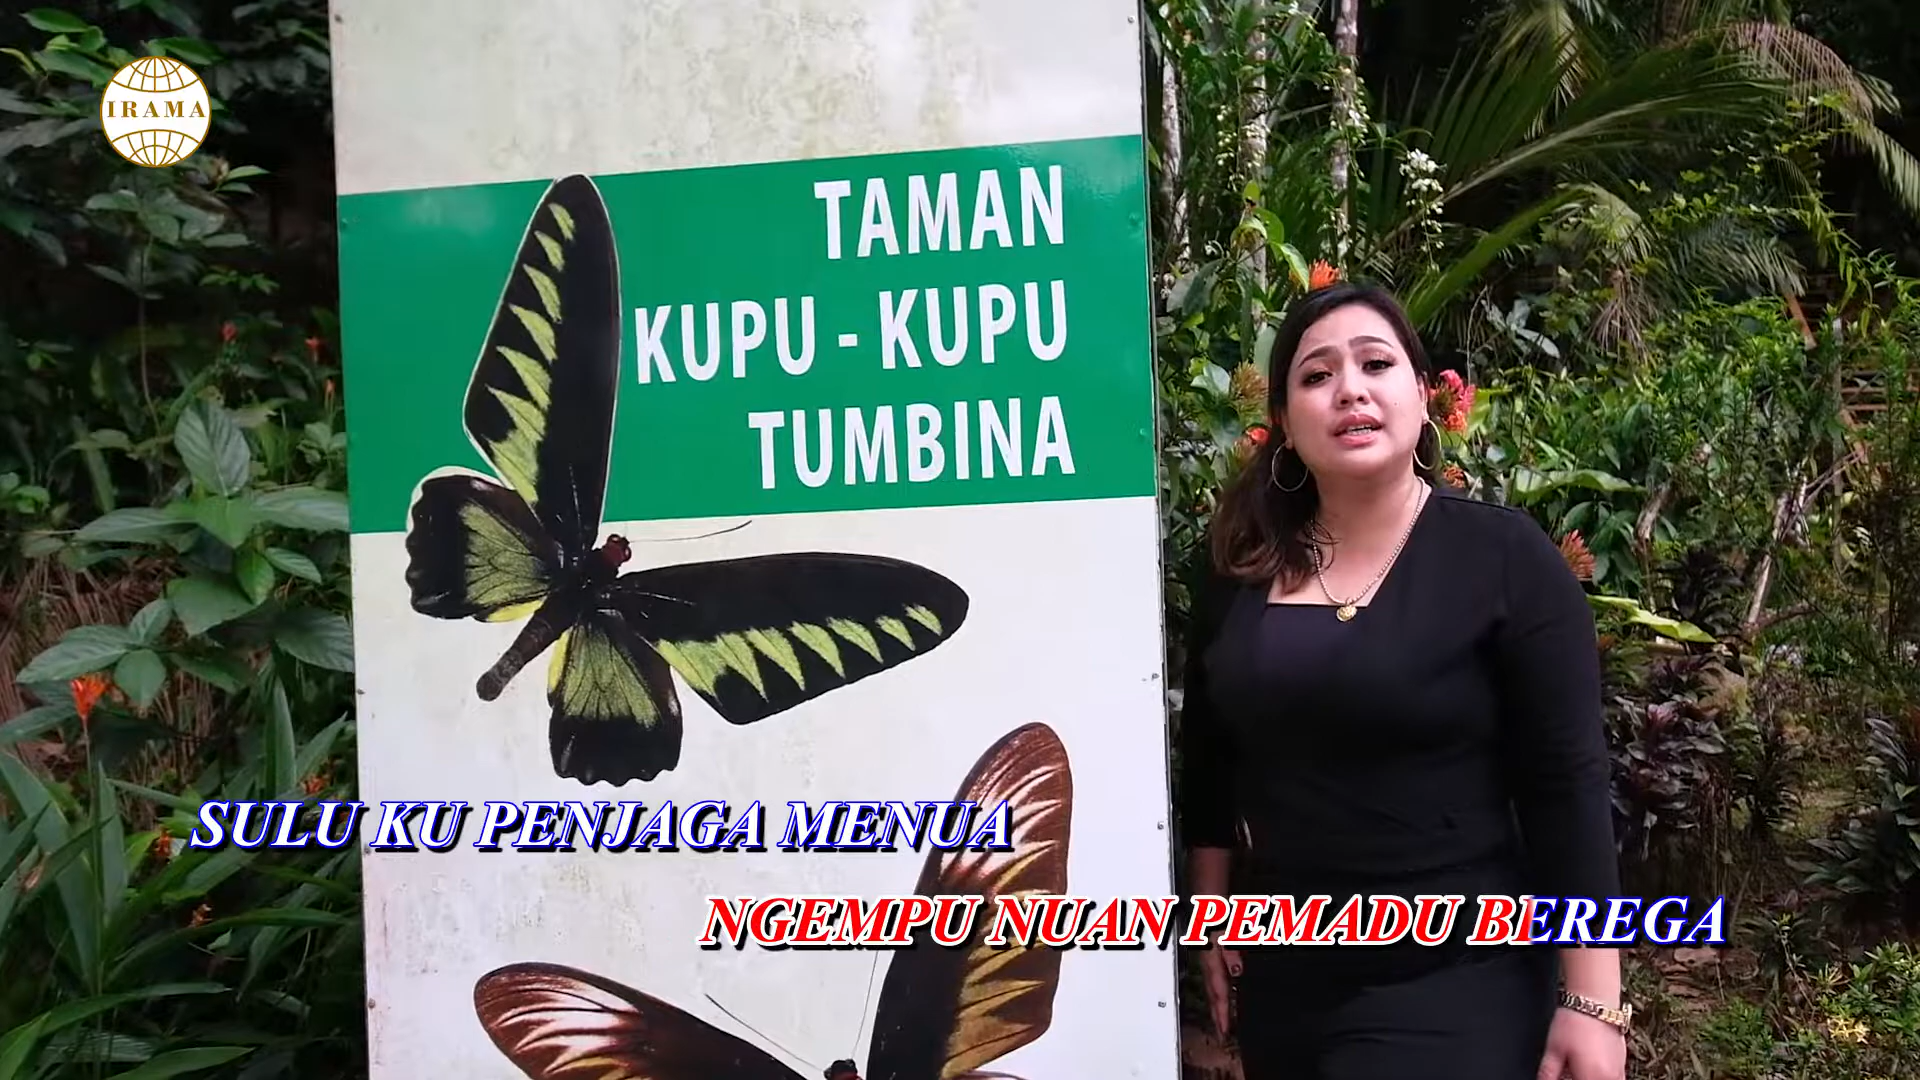 IRAMA
TAMAN
KUPU - KUPU
TUMBINA
SULU KU PENJAGA MENUA
NGEMPU NUAN PEMADU BEREGA